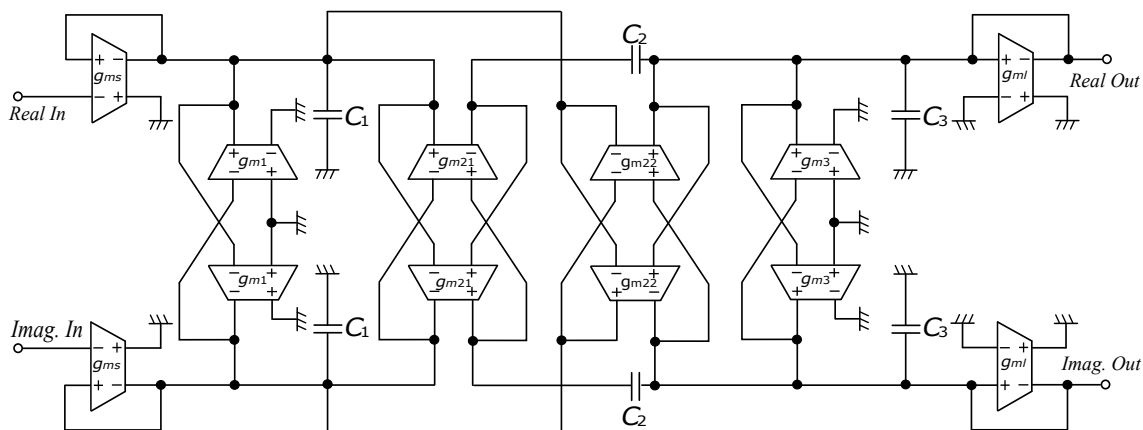 C2
gms
gml
Real In
Real Out
C1
C3
gm1
gm21
gm22
gm3
gm1
gm21
gm22
gm3
Imag. In
C1
C3
gms
gml
Imag. Out
C2